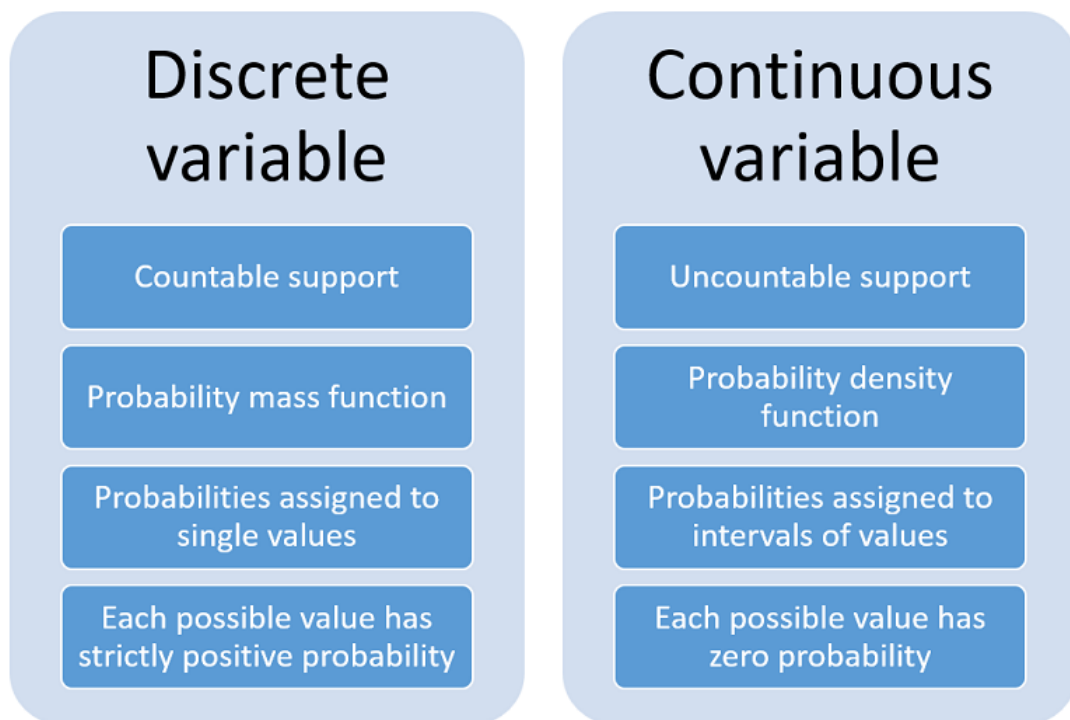 Discrete
variable
Countable support
Probability mass function
Probabilities assigned to
single values
Each possible value has
strictly positive probability
Continuous
variable
Uncountable support
Probability density
function
Probabilities assigned to
intervals of values
Each possible value has
zero probability